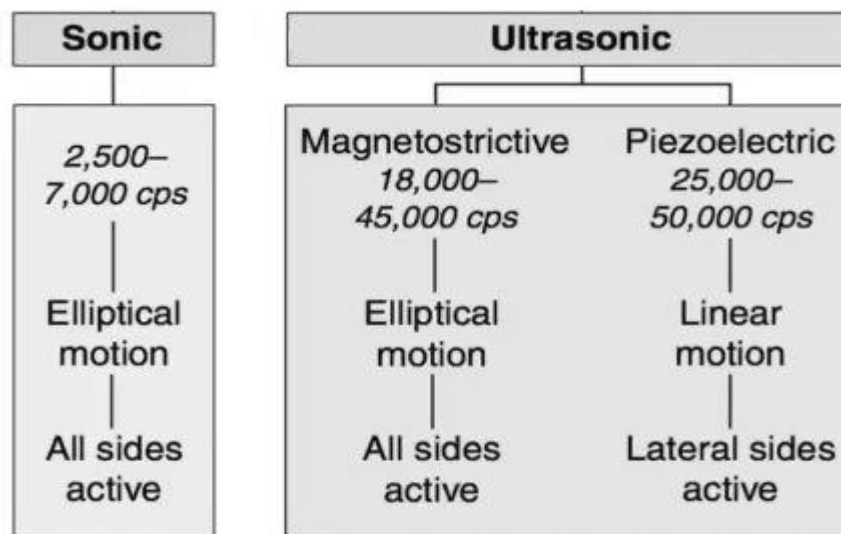 Sonic
2,500–
7,000 cps
Elliptical
motion
All sides
active
Ultrasonic
Magnetostrictive
18,000–
45,000 cps
Elliptical
motion
All sides
active
Piezoelectric
25,000–
50,000 cps
Linear
motion
Lateral sides
active